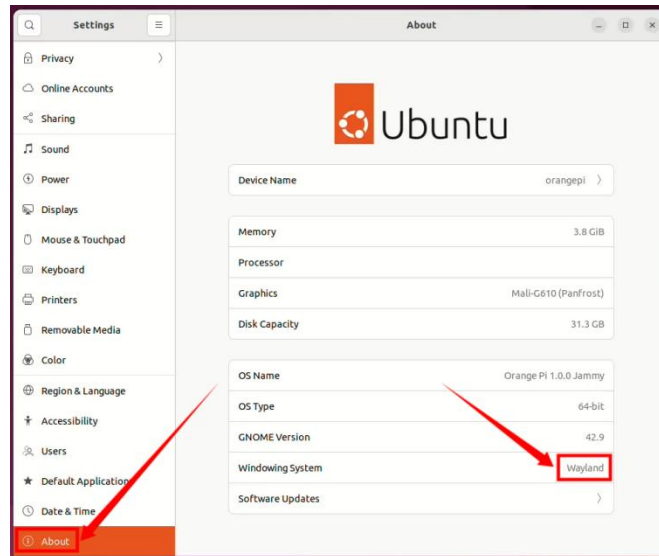 Settings
About
Privacy
Online Accounts
Sharing
Sound
Power
Displays
Mouse & Touchpad
Keyboard
Printers
Removable Media
Color
Region & Language
Accessibility
Users
Default Application
Date & Time
About
Ubuntu
Device Name orangepi
Memory 3.8 GiB
Processor
Graphics Mali-G610 (Panfrost)
Disk Capacity 31.3 GB
OS Name Orange Pi 1.0.0 Jammy
OS Type 64-bit
GNOME Version 42.9
Windowing System Wayland
Software Updates